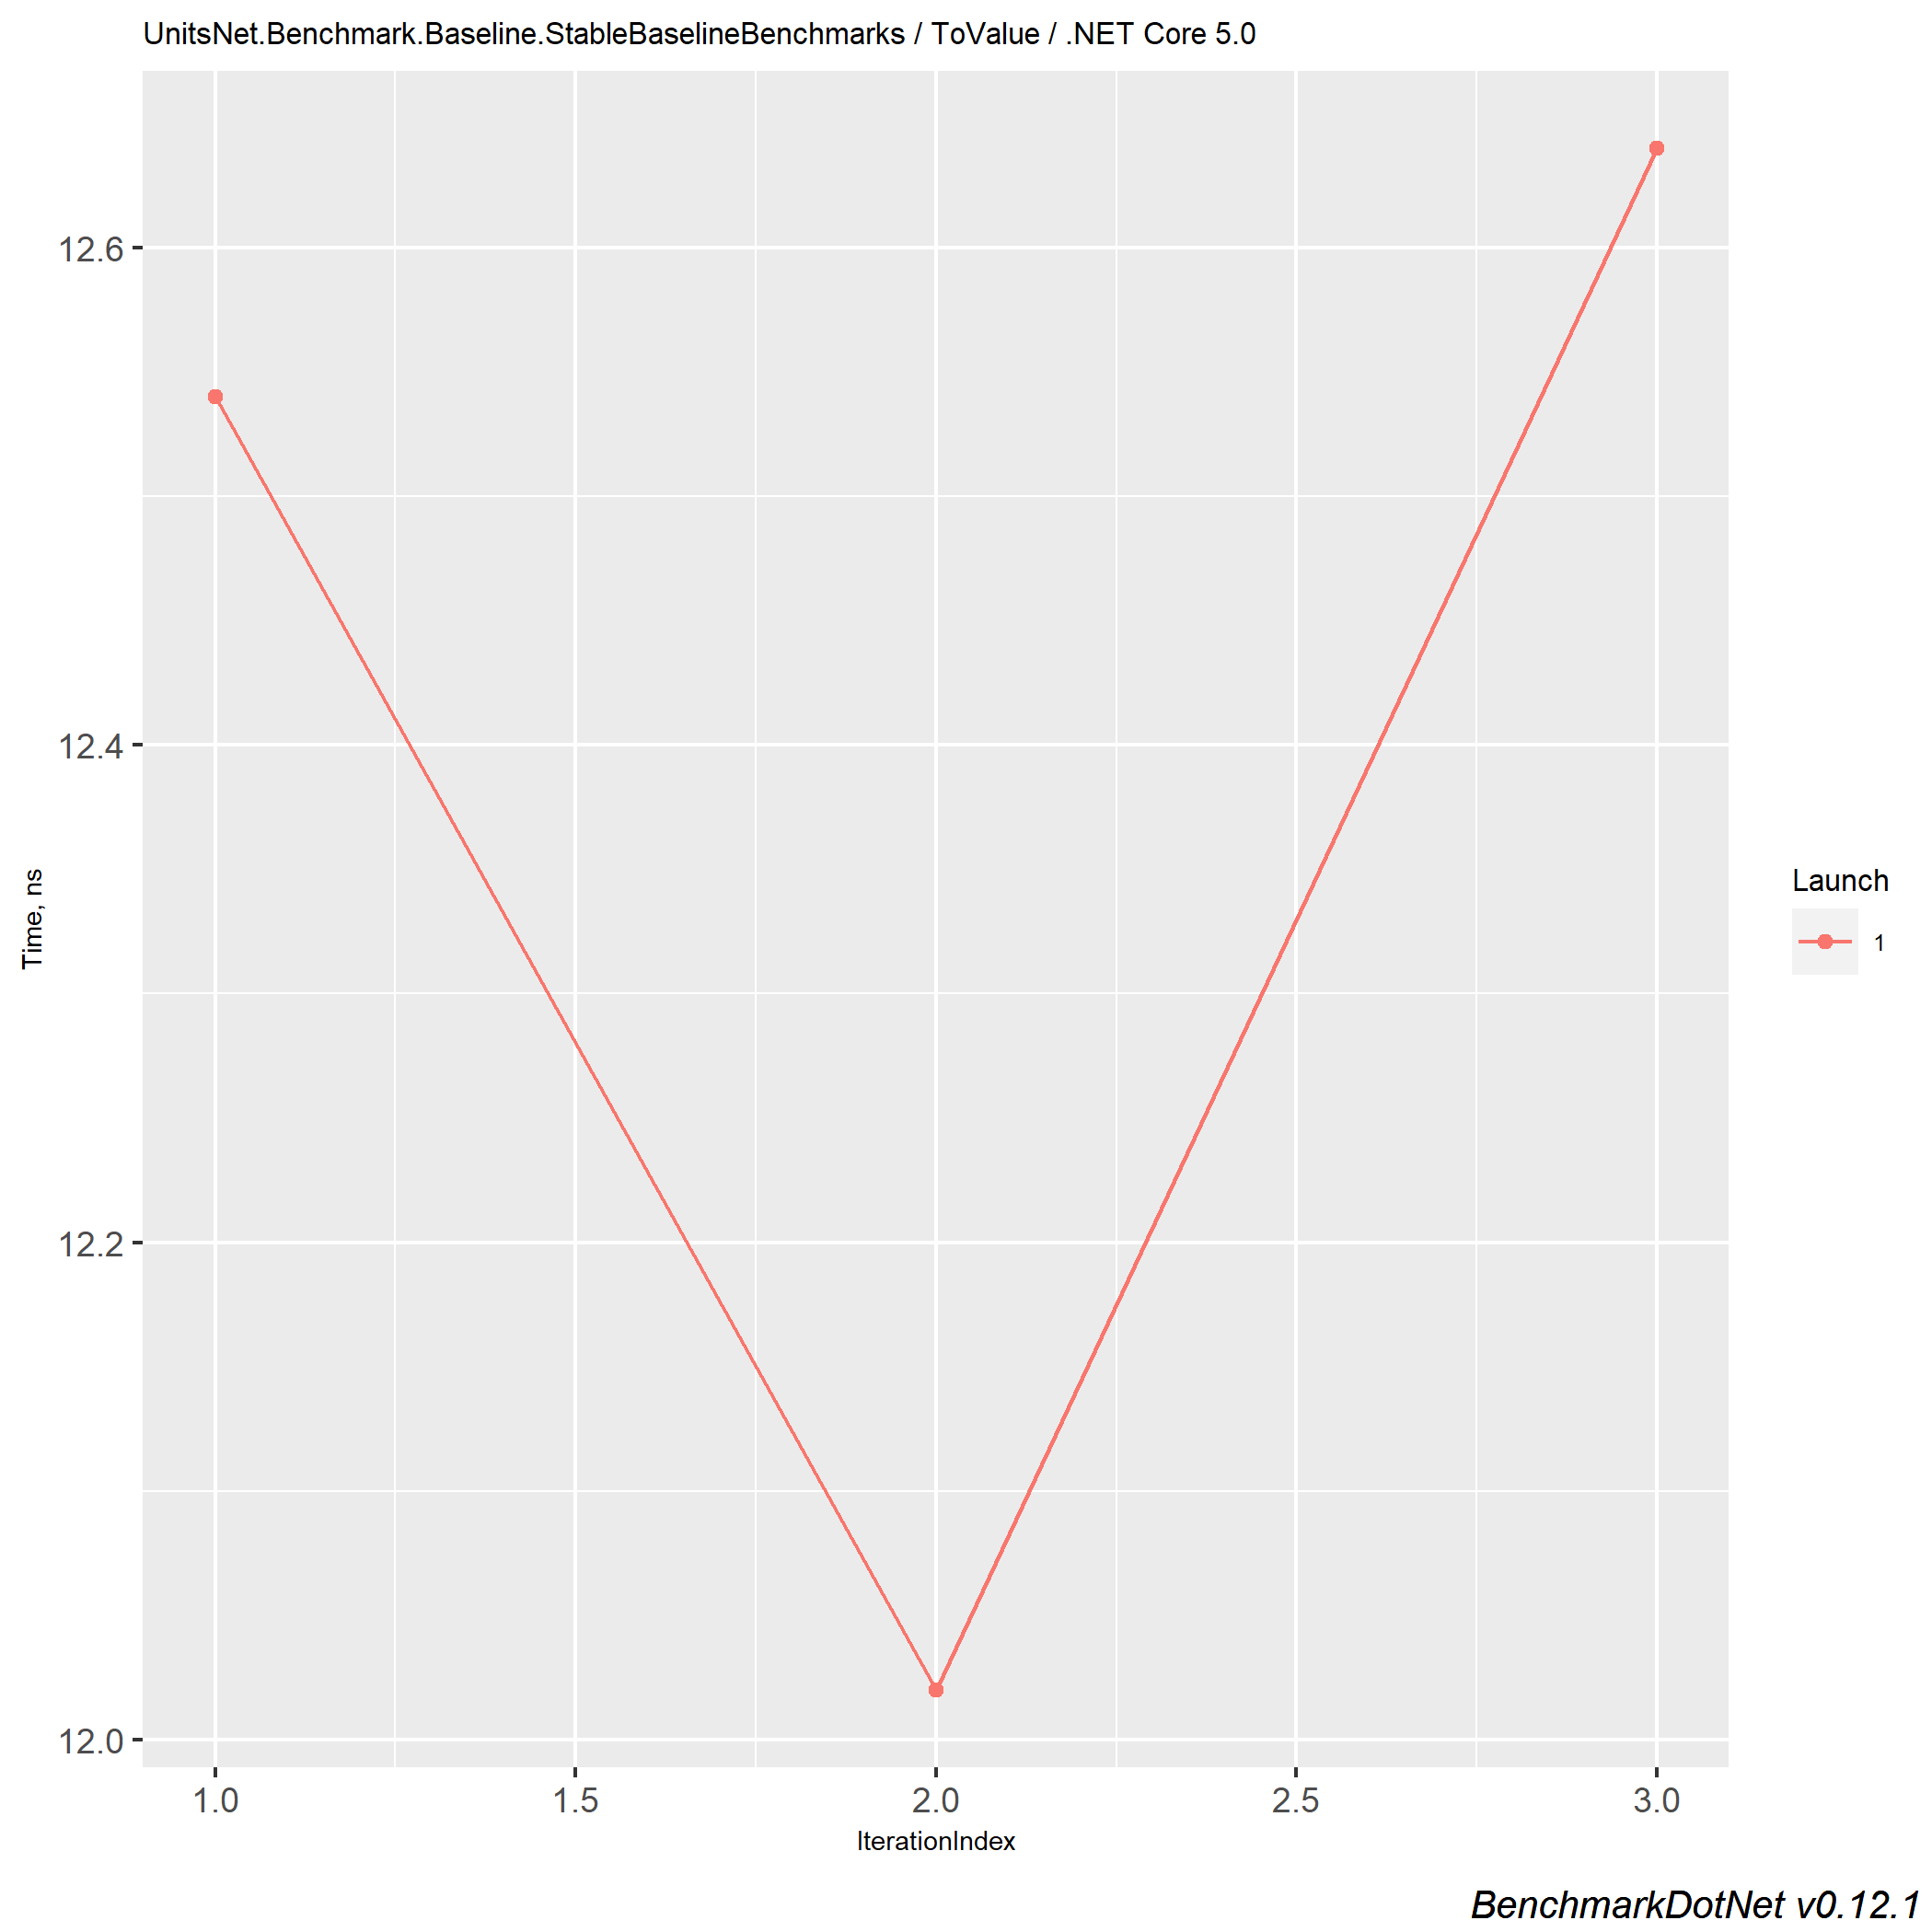 UnitsNet.Benchmark.Baseline.StableBaselineBenchmarks / ToValue / .NET Core 5.0
12.6
12.4
12.2
12.0
Time, ns
1.0 1.5 2.0 2.5 3.0
IterationIndex
Launch
1
BenchmarkDotNet v0.12.1